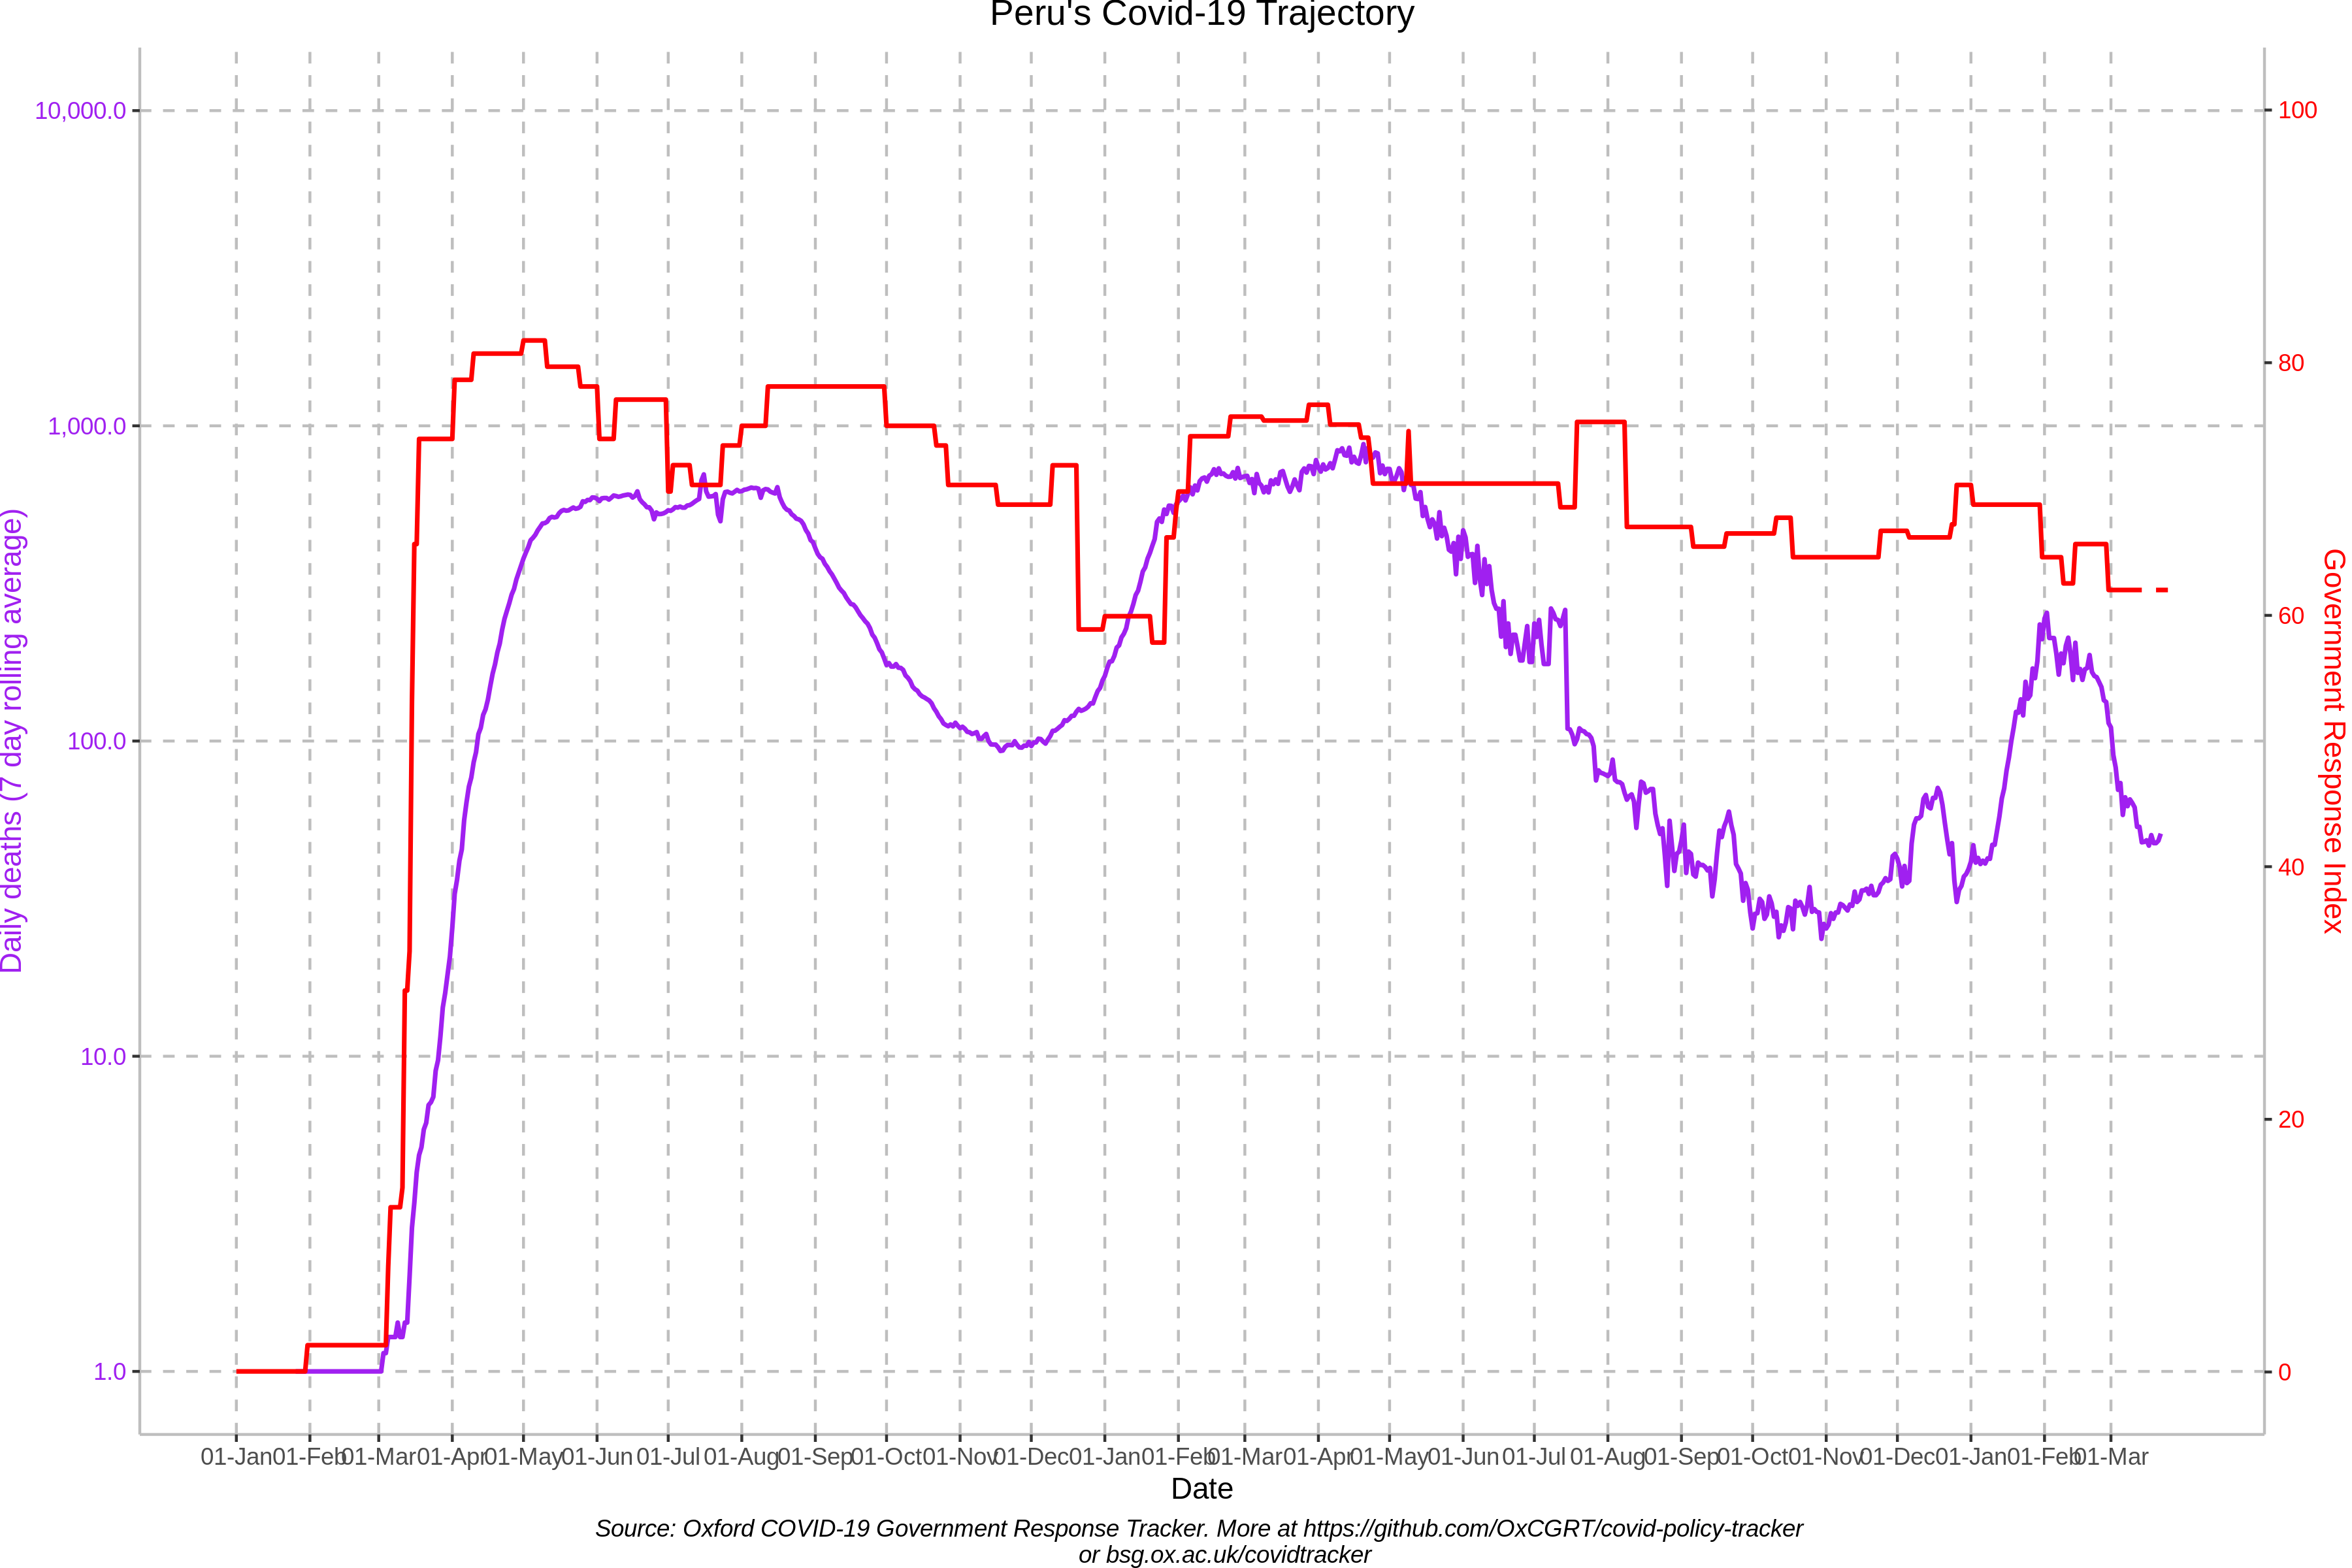 Peru's Covid-19 Trajectory
10,000.0
1,000.0
100.0
10.0
1.0
Daily deaths (7 day rolling average)
100
80
60
40
20
0
Government Response Index
01-Jan 01-Feb 01-Mar 01-Apr 01-May 01-Jun 01-Jul 01-Aug 01-Sep 01-Oct 01-Nov 01-Dec 01-Jan 01-Feb 01-Mar 01-Apr 01-May 01-Jun 01-Jul 01-Aug 01-Sep 01-Oct 01-Nov 01-Dec 01-Jan 01-Feb 01-Mar
Date
Source: Oxford COVID-19 Government Response Tracker. More at https://github.com/OxCGRT/covid-policy-tracker
or bsg.ox.ac.uk/covidtracker